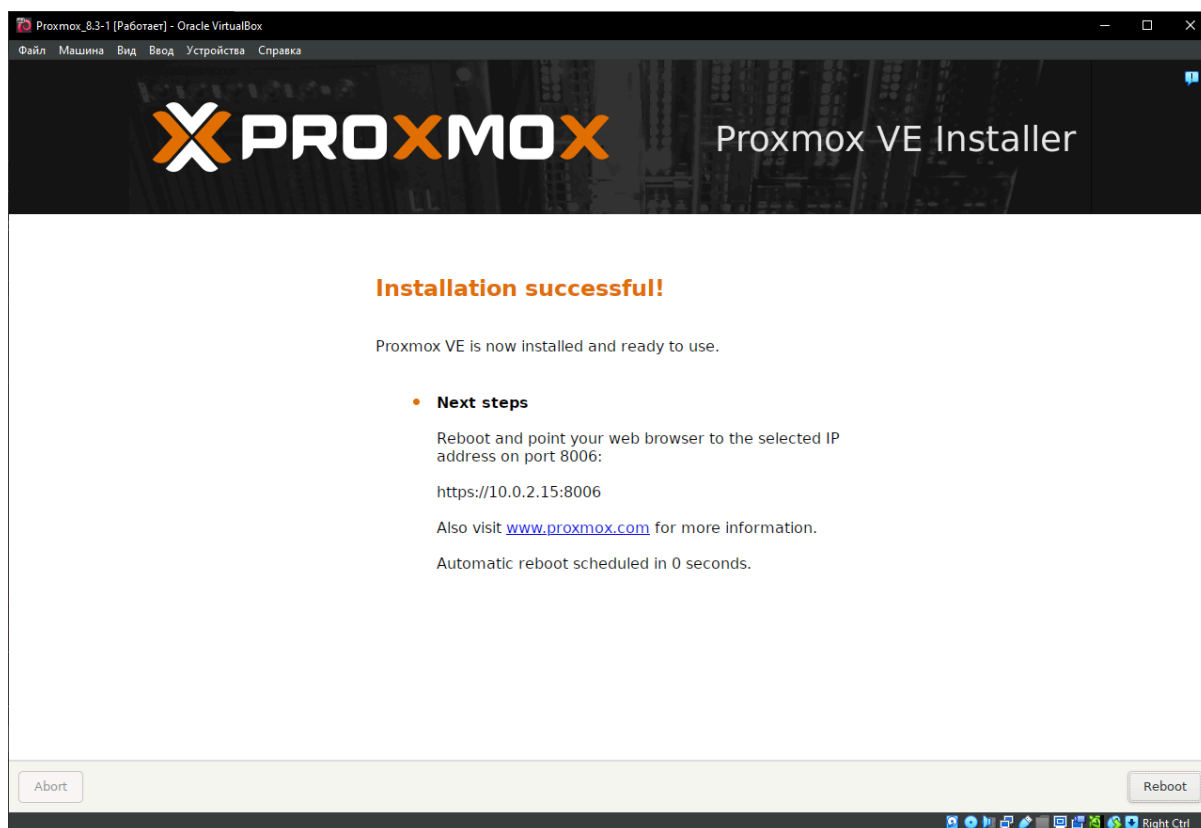 Proxmox_8.3-1 [Работает] - Oracle VirtualBox
Файл Машина Вид Ввод Устройства Справка
PROXMOX
Proxmox VE Installer
Installation successful!
Proxmox VE is now installed and ready to use.
Next steps
Reboot and point your web browser to the selected IP
address on port 8006:
https://10.0.2.15:8006
Also visit www.proxmox.com for more information.
Automatic reboot scheduled in 0 seconds.
Abort
Reboot
Right Ctrl